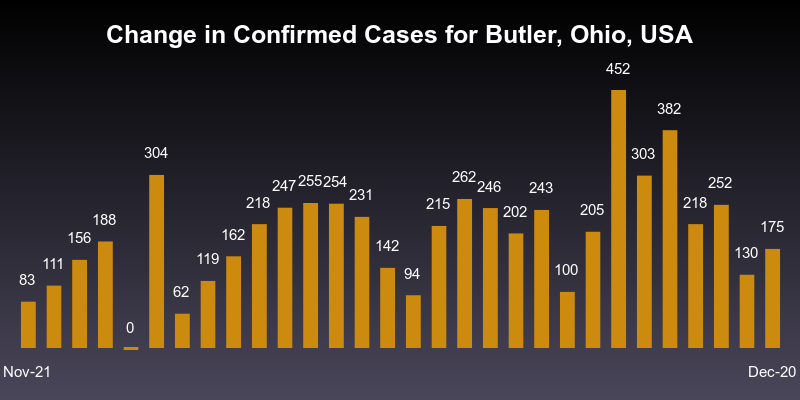 Change in Confirmed Cases for Butler, Ohio, USA
83 111 156 188 0 304 62 119 162 218 247 255 254 231 142 94 215 262 246 202 243 100 205 452 303 382 218 252 130 175
Nov-21 Dec-20